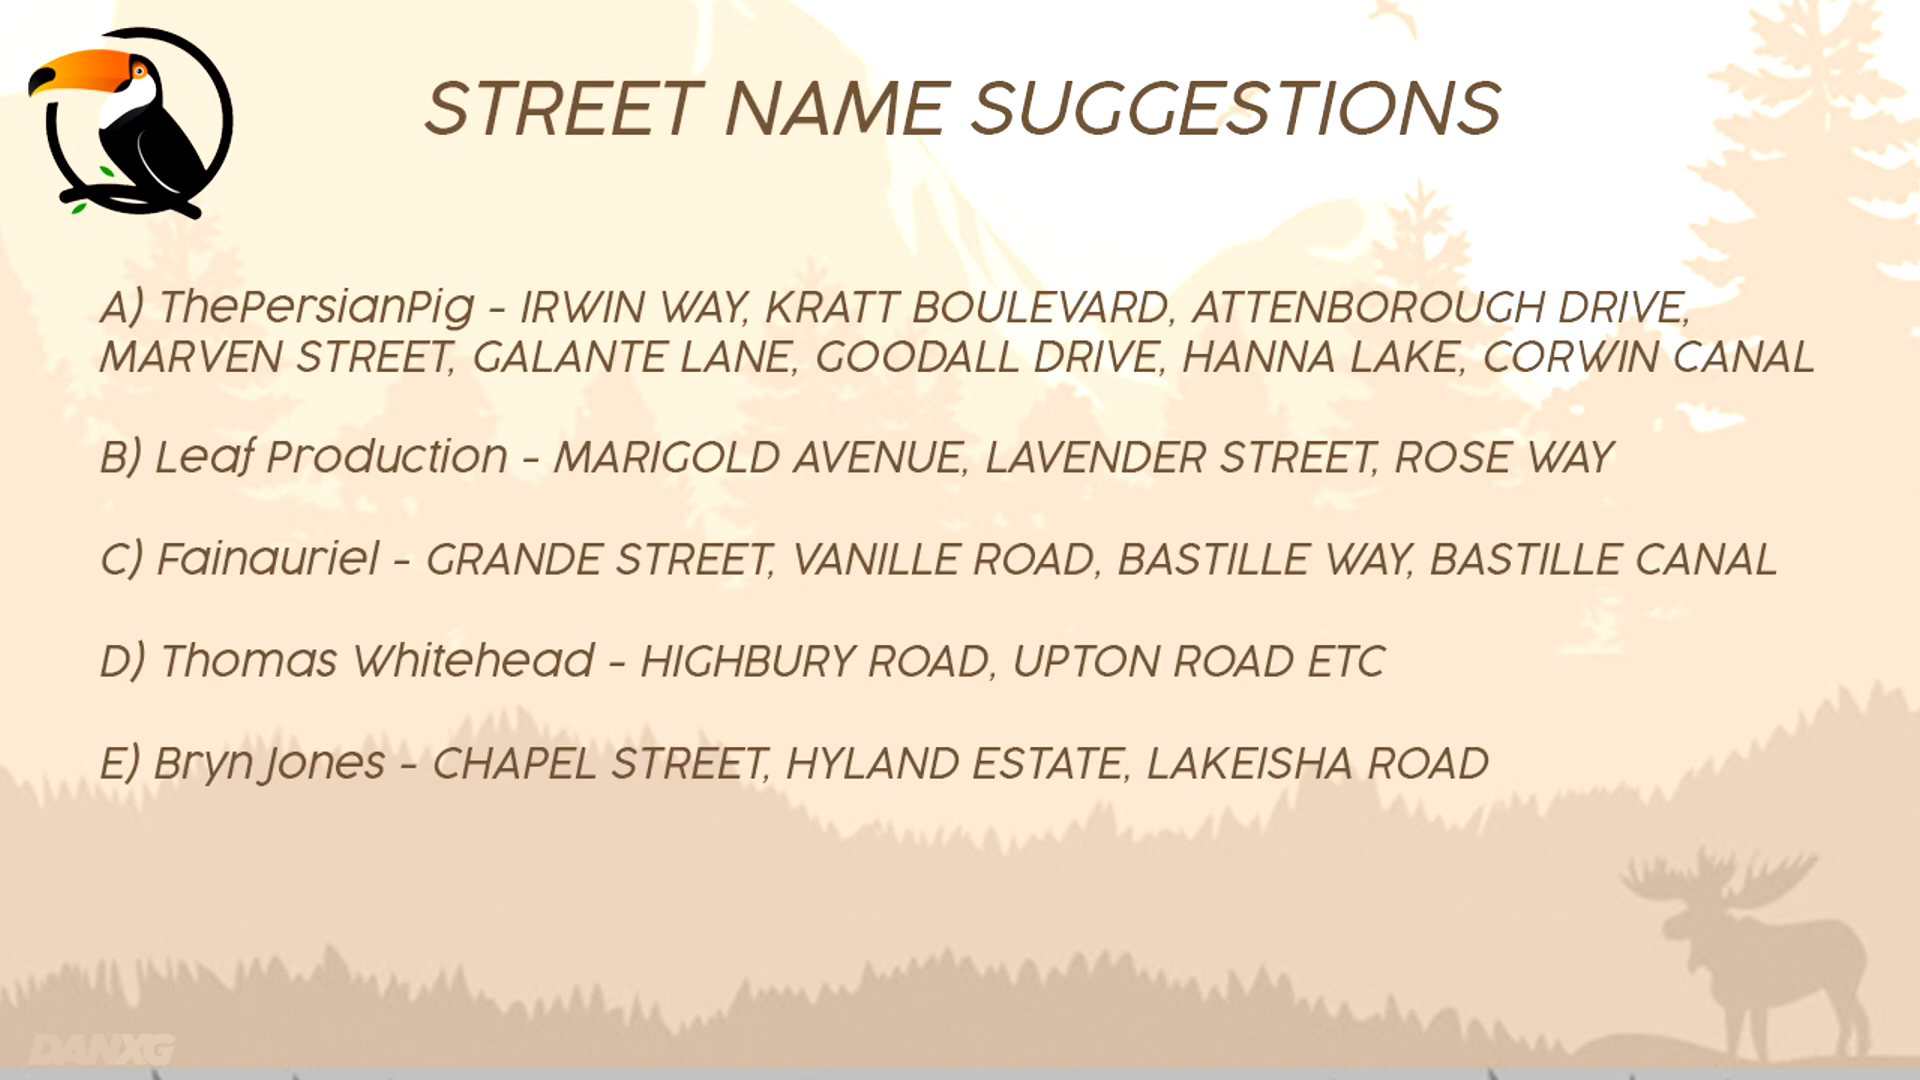 STREET NAME SUGGESTIONS
A) ThePersianPig - IRWIN WAY, KRATT BOULEVARD, ATTENBOROUGH DRIVE,
MARVEN STREET, GALANTE LANE, GOODALL DRIVE, HANNA LAKE, CORWIN CANAL
B) Leaf Production - MARIGOLD AVENUE, LAVENDER STREET, ROSE WAY
C) Fainauriel - GRANDE STREET, VANILLE ROAD, BASTILLE WAY, BASTILLE CANAL
D) Thomas Whitehead - HIGHBURY ROAD, UPTON ROAD ETC
E) Bryn Jones - CHAPEL STREET, HYLAND ESTATE, LAKEISHA ROAD
DANXG